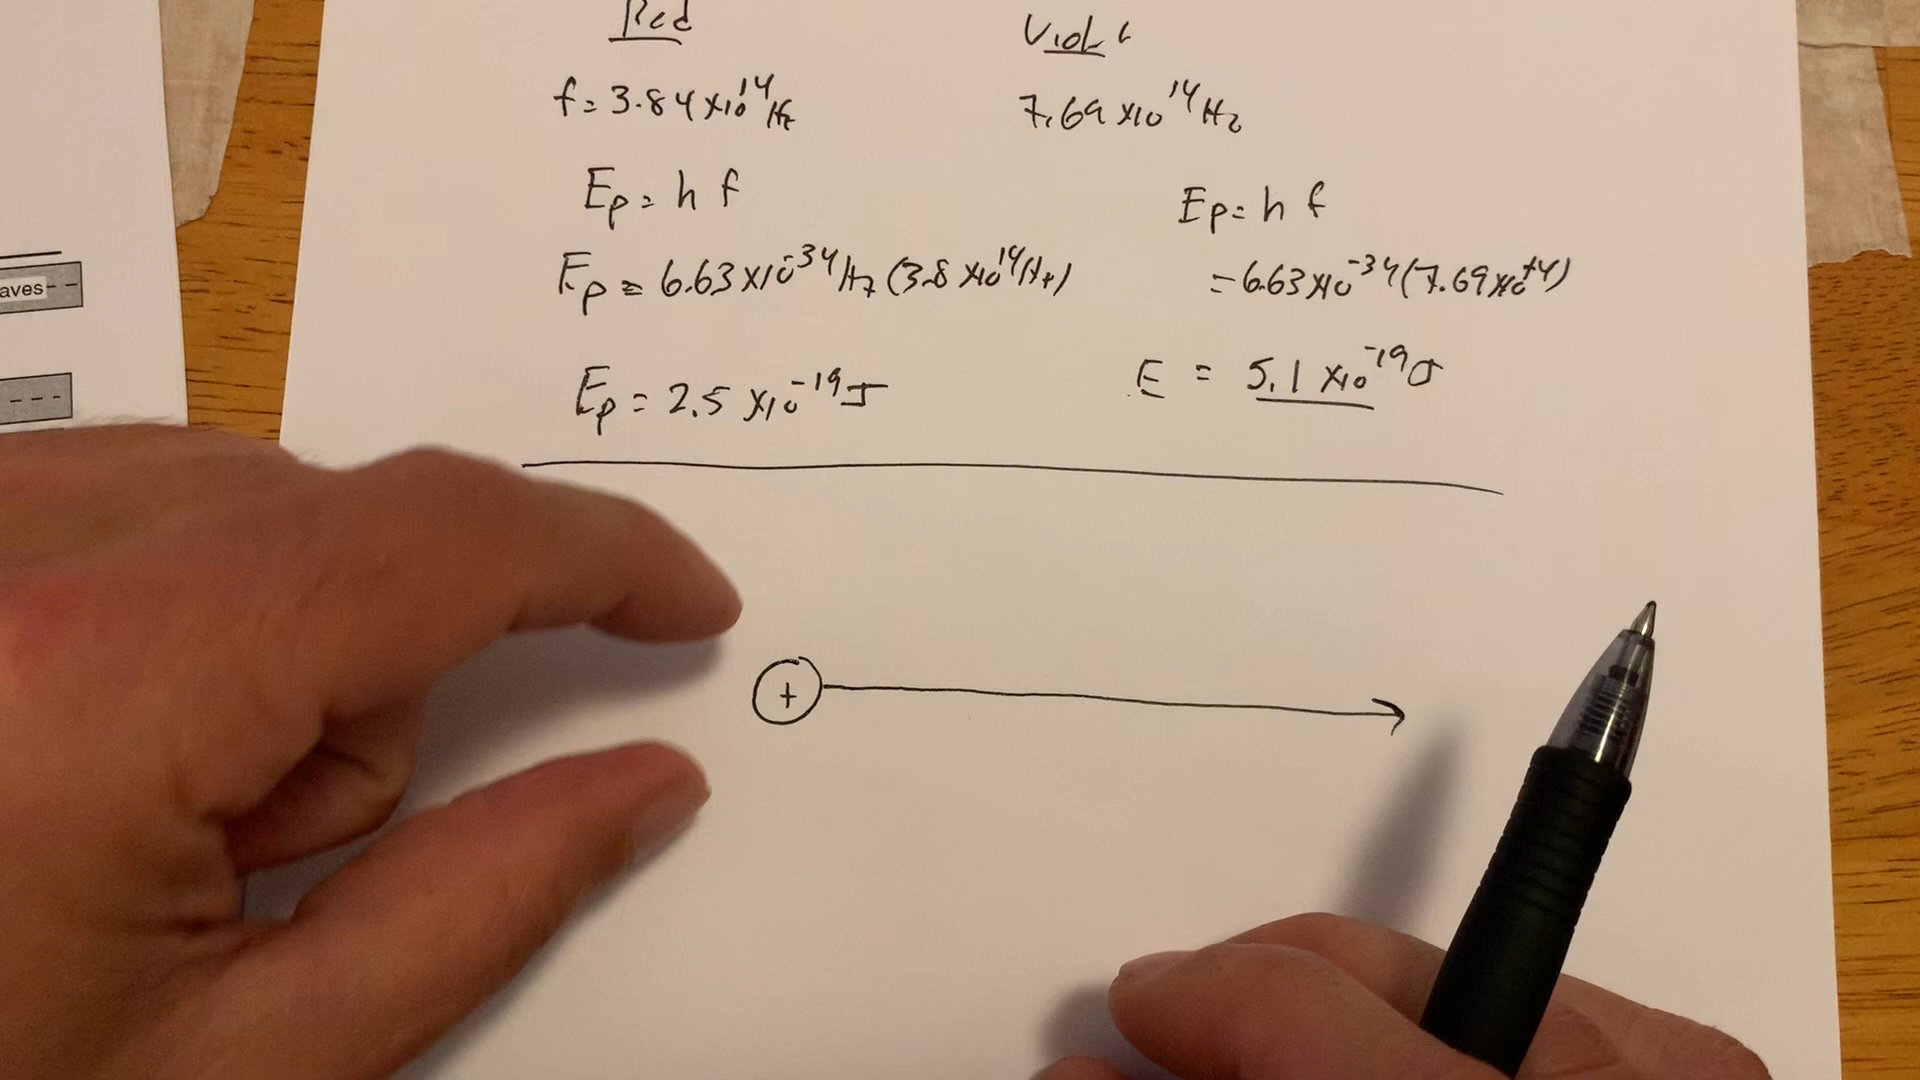 Red
f = 3.84 x10^14 Hz
Ep = h f
Ep = 6.63 x10^-34 Hz (3.8 x10^14 Hz)
Ep = 2.5 x10^-19 J
Violet
7.69 x10^14 Hz
Ep = h f
= 6.63 x10^-34 (7.69 x10^14)
E = 5.1 x10^-19 J
+
aves